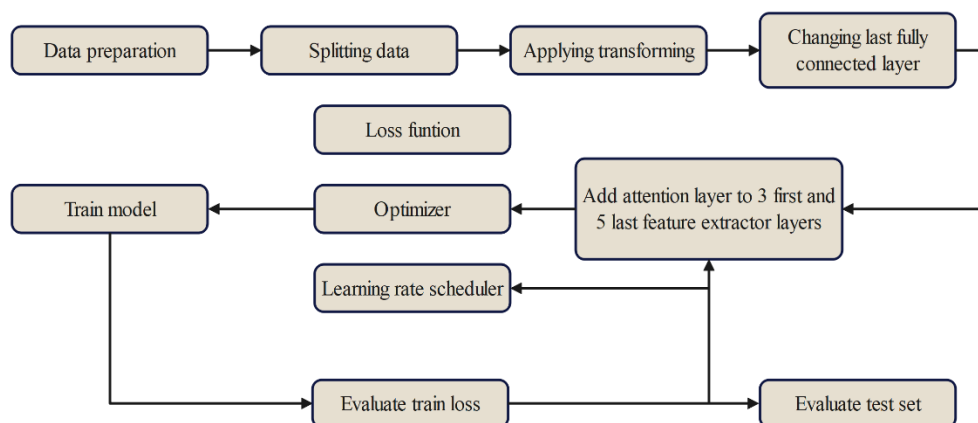 Data preparation
Splitting data
Applying transforming
Changing last fully
connected layer
Loss funtion
Train model
Optimizer
Add attention layer to 3 first and
5 last feature extractor layers
Learning rate scheduler
Evaluate train loss
Evaluate test set